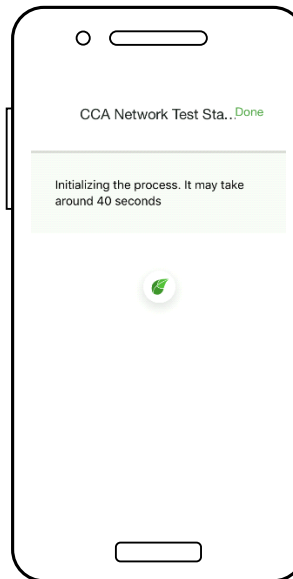 CCA Network Test Sta... Done
Initializing the process. It may take
around 40 seconds